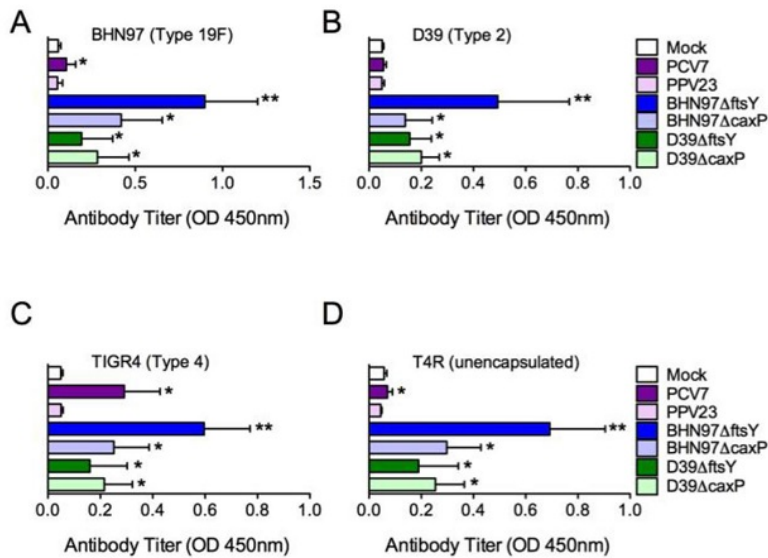 A
BHN97 (Type 19F)
*
**
*
*
*
0.0 0.5 1.0 1.5
Antibody Titer (OD 450nm)
B
D39 (Type 2)
**
*
*
*
0.0 0.2 0.4 0.6 0.8 1.0
Antibody Titer (OD 450nm)
Mock
PCV7
PPV23
BHN97ΔftsY
BHN97ΔcaxP
D39ΔftsY
D39ΔcaxP
C
TIGR4 (Type 4)
*
**
*
*
*
0.0 0.2 0.4 0.6 0.8 1.0
Antibody Titer (OD 450nm)
D
T4R (unencapsulated)
*
**
*
*
*
0.0 0.2 0.4 0.6 0.8 1.0
Antibody Titer (OD 450nm)
Mock
PCV7
PPV23
BHN97ΔftsY
BHN97ΔcaxP
D39ΔftsY
D39ΔcaxP